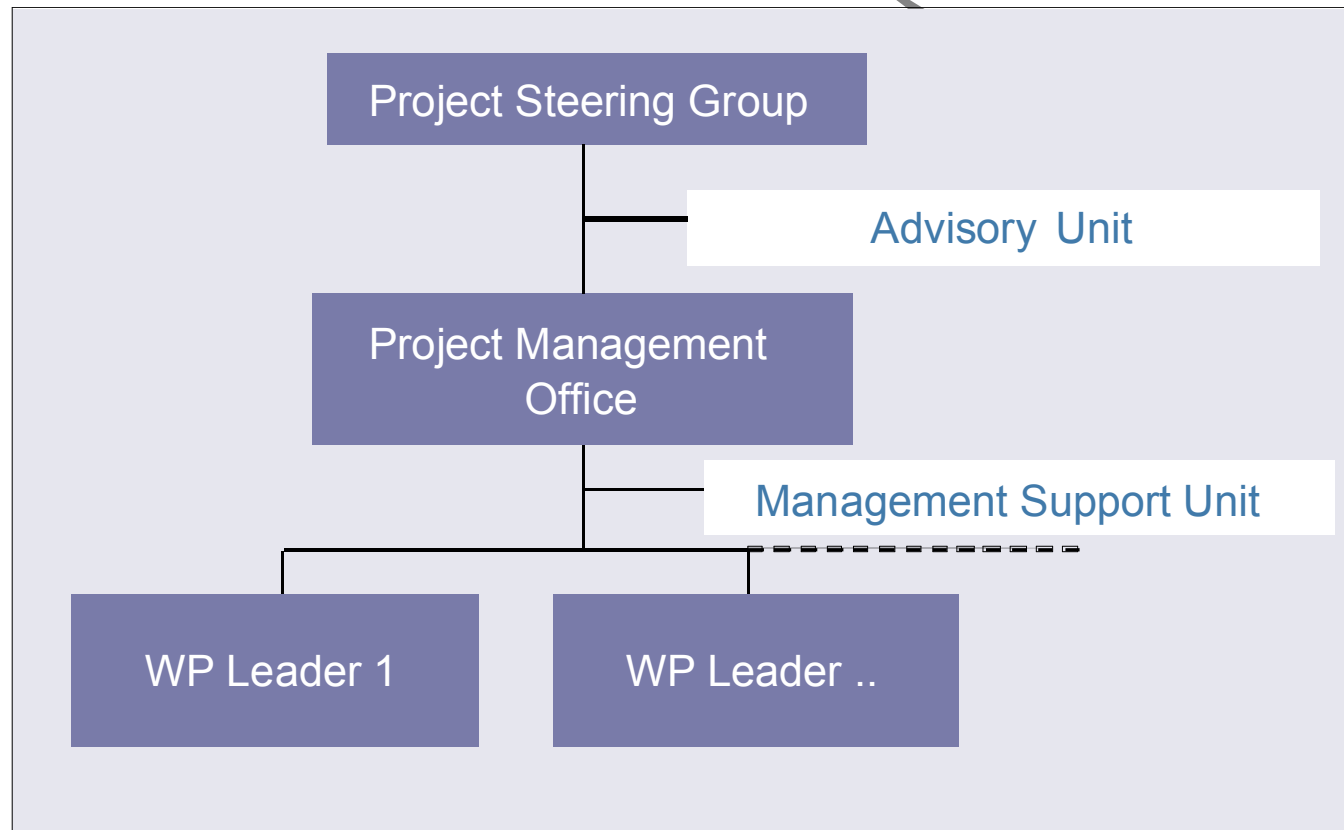 Project Steering Group
Advisory Unit
Project Management
Office
Management Support Unit
WP Leader 1
WP Leader ..